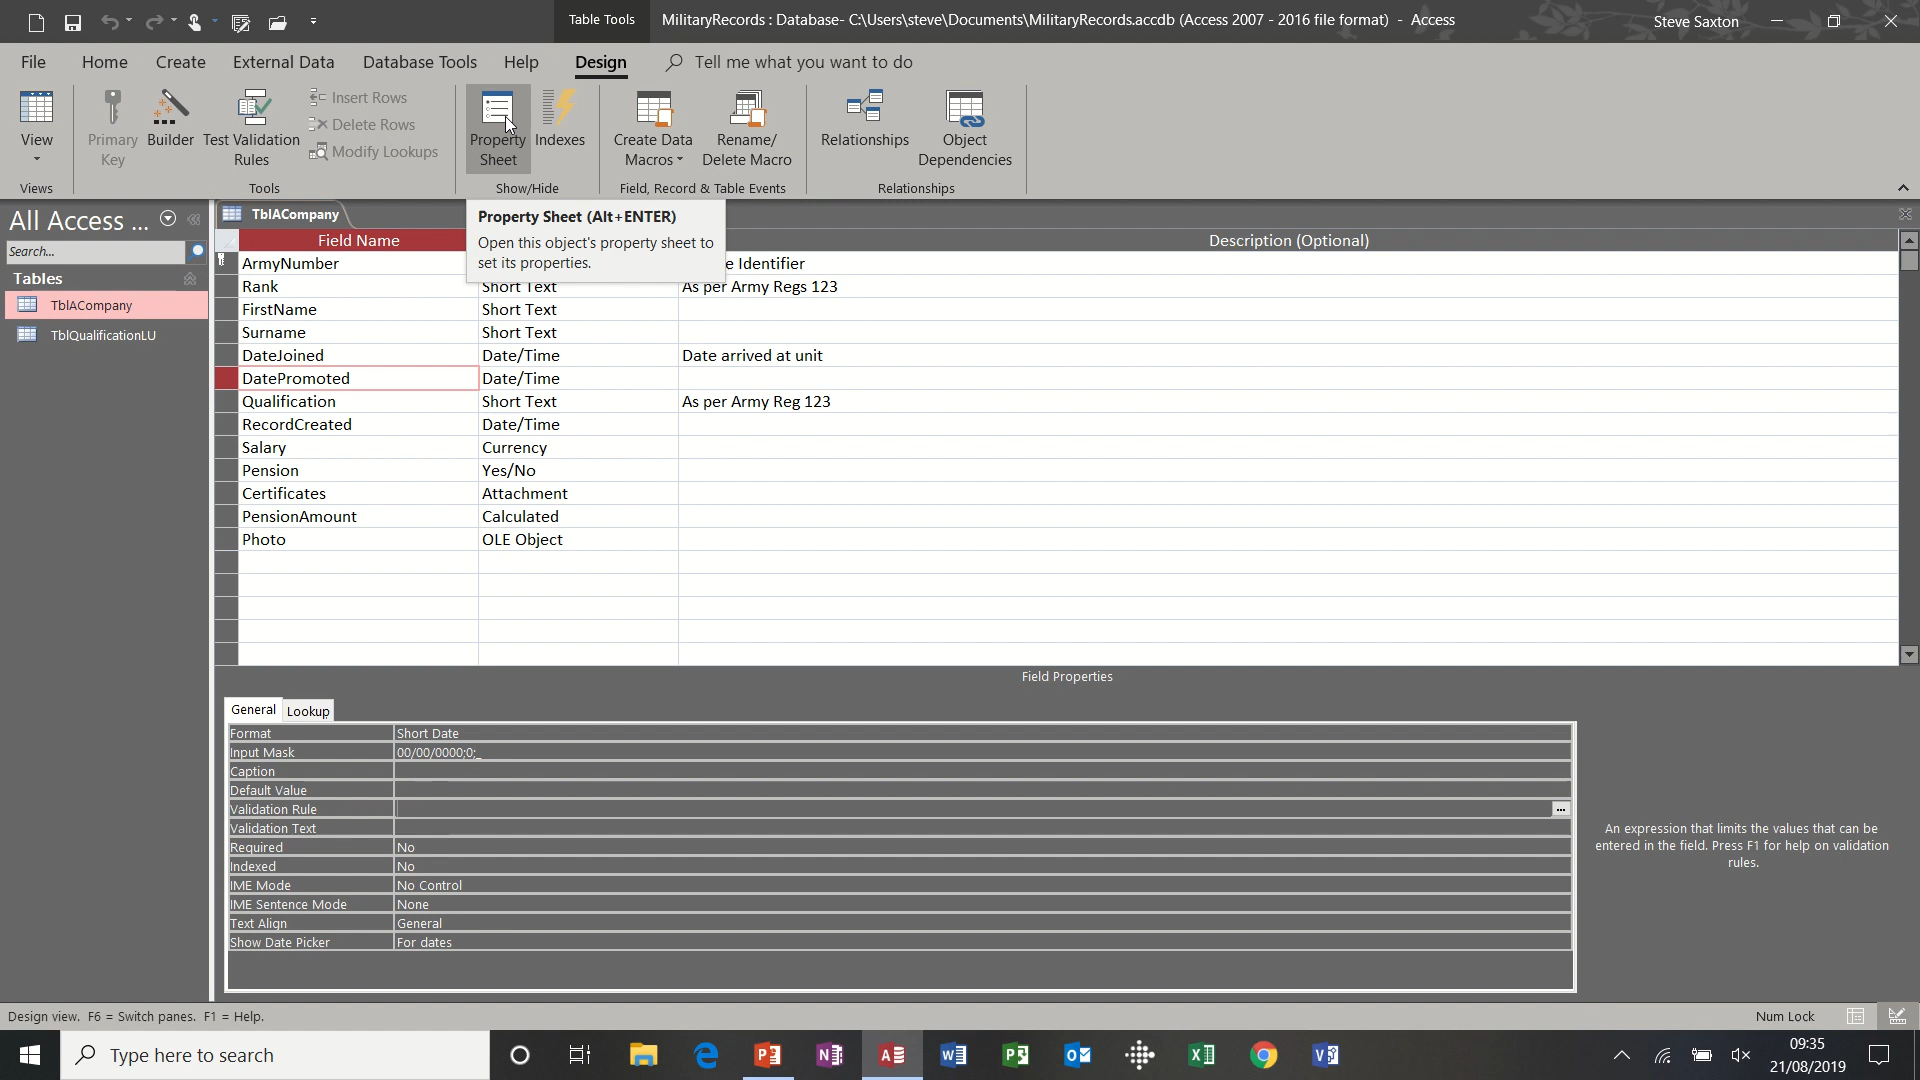 Table Tools
MilitaryRecords : Database- C:\Users\steve\Documents\MilitaryRecords.accdb (Access 2007 - 2016 file format) - Access
Steve Saxton
File Home Create External Data Database Tools Help Design Tell me what you want to do
View
Primary Key
Builder
Test Validation Rules
Insert Rows
Delete Rows
Modify Lookups
Property Sheet
Indexes
Create Data Macros
Rename/ Delete Macro
Relationships
Object Dependencies
Views Tools Show/Hide Field, Record & Table Events Relationships
Property Sheet (Alt+ENTER)
Open this object's property sheet to
set its properties.
All Access ...
Search...
Tables
TblACompany
TblQualificationLU
TblACompany
Field Name Description (Optional)
ArmyNumber e Identifier
Rank Short Text As per Army Regs 123
FirstName Short Text
Surname Short Text
DateJoined Date/Time Date arrived at unit
DatePromoted Date/Time
Qualification Short Text As per Army Reg 123
RecordCreated Date/Time
Salary Currency
Pension Yes/No
Certificates Attachment
PensionAmount Calculated
Photo OLE Object
Field Properties
General Lookup
Format Short Date
Input Mask 00/00/0000;0;_
Caption
Default Value
Validation Rule
Validation Text
Required No
Indexed No
IME Mode No Control
IME Sentence Mode None
Text Align General
Show Date Picker For dates
An expression that limits the values that can be
entered in the field. Press F1 for help on validation
rules.
Design view. F6 = Switch panes. F1 = Help.
Num Lock
Type here to search
09:35
21/08/2019